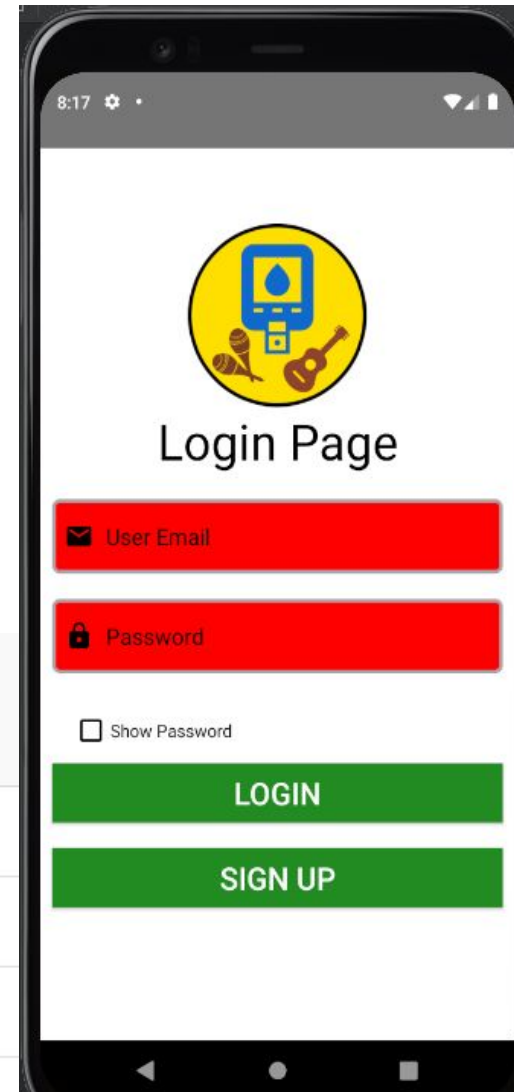 8:17
Login Page
User Email
Password
Show Password
LOGIN
SIGN UP